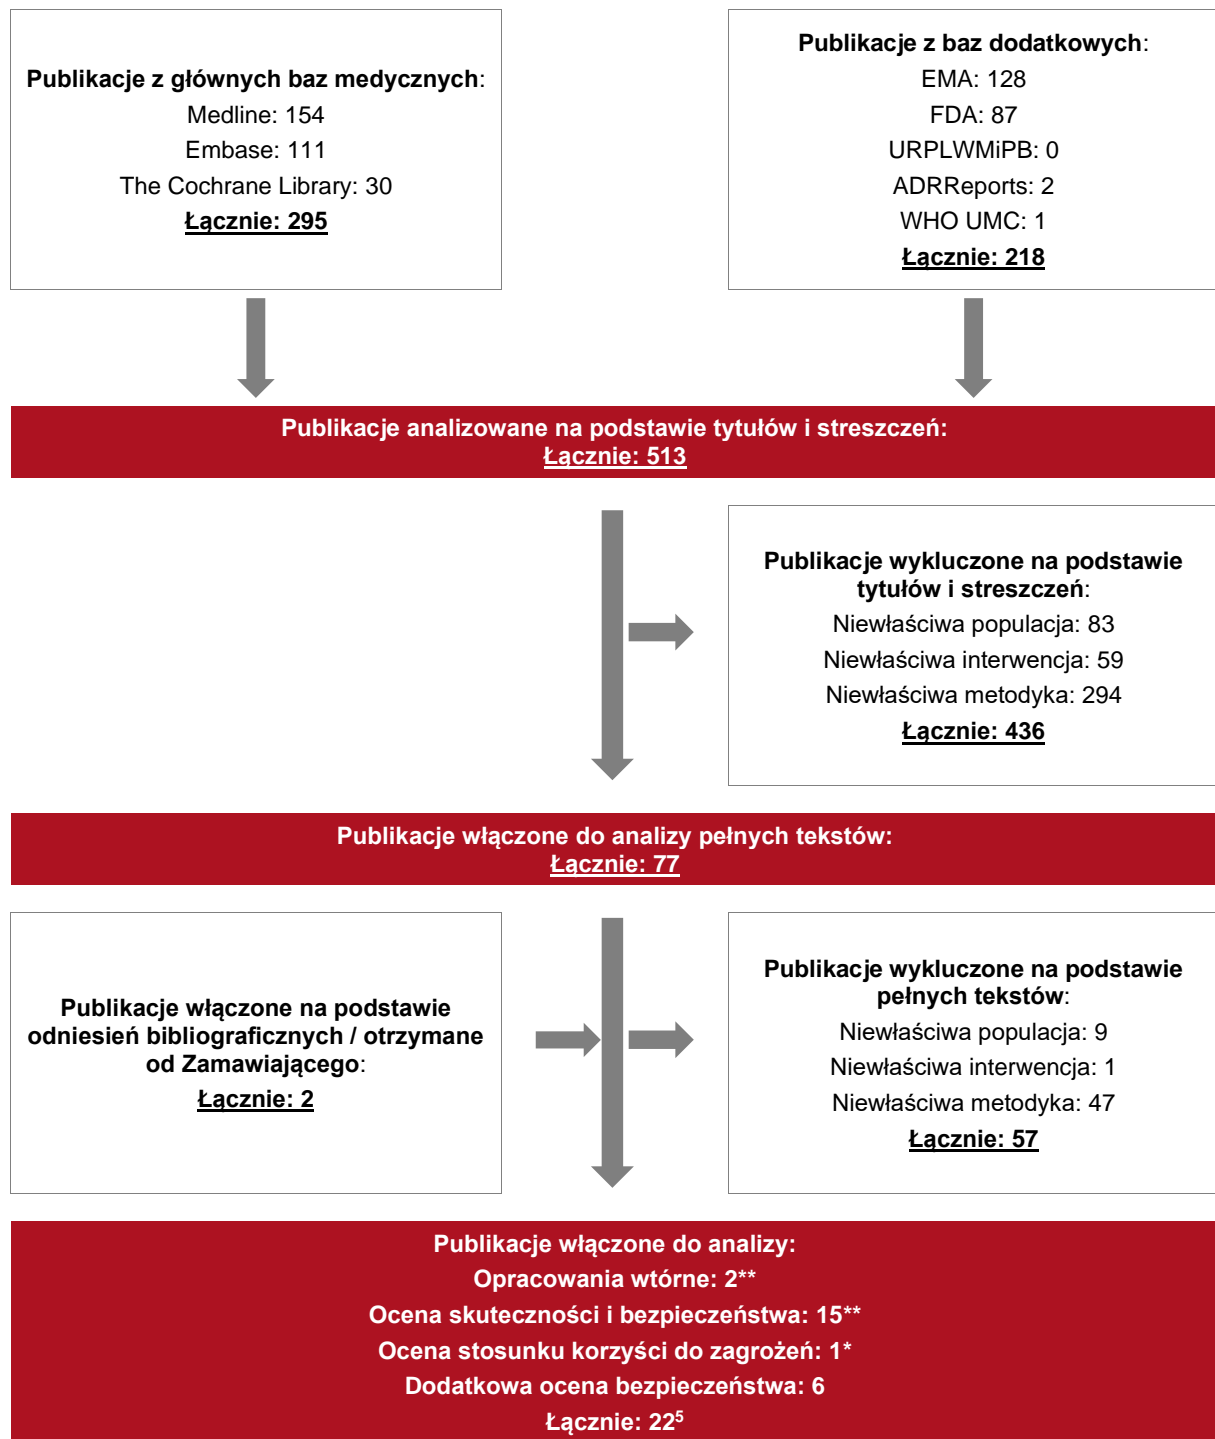 Publikacje z głównych baz medycznych:
Medline: 154
Embase: 111
The Cochrane Library: 30
Łącznie: 295
Publikacje z baz dodatkowych:
EMA: 128
FDA: 87
URPLWMiPB: 0
ADRReports: 2
WHO UMC: 1
Łącznie: 218
Publikacje analizowane na podstawie tytułów i streszczeń:
Łącznie: 513
Publikacje wykluczone na podstawie
tytułów i streszczeń:
Niewłaściwa populacja: 83
Niewłaściwa interwencja: 59
Niewłaściwa metodyka: 294
Łącznie: 436
Publikacje włączone do analizy pełnych tekstów:
Łącznie: 77
Publikacje włączone na podstawie
odniesień bibliograficznych / otrzymane
od Zamawiającego:
Łącznie: 2
Publikacje wykluczone na podstawie
pełnych tekstów:
Niewłaściwa populacja: 9
Niewłaściwa interwencja: 1
Niewłaściwa metodyka: 47
Łącznie: 57
Publikacje włączone do analizy:
Opracowania wtórne: 2**
Ocena skuteczności i bezpieczeństwa: 15**
Ocena stosunku korzyści do zagrożeń: 1*
Dodatkowa ocena bezpieczeństwa: 6
Łącznie: 22⁵